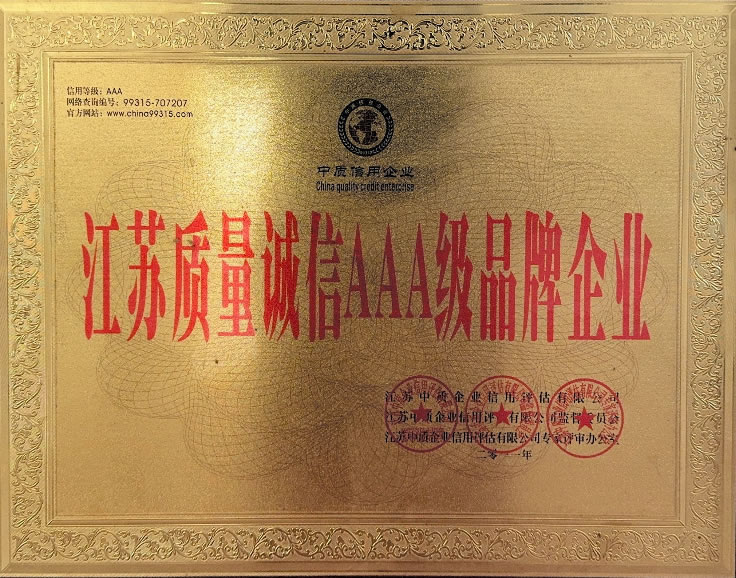 信用等级：AAA
网络查询编号：99315-707207
官方网站：www.china99315.com
中质信用企业
China quality credit enterprise
江苏质量诚信AAA级品牌企业
江苏中质企业信用评估有限公司
江苏中质企业信用评估有限公司监督委员会
江苏中质企业信用评估有限公司专家评审办公室
二零一一年